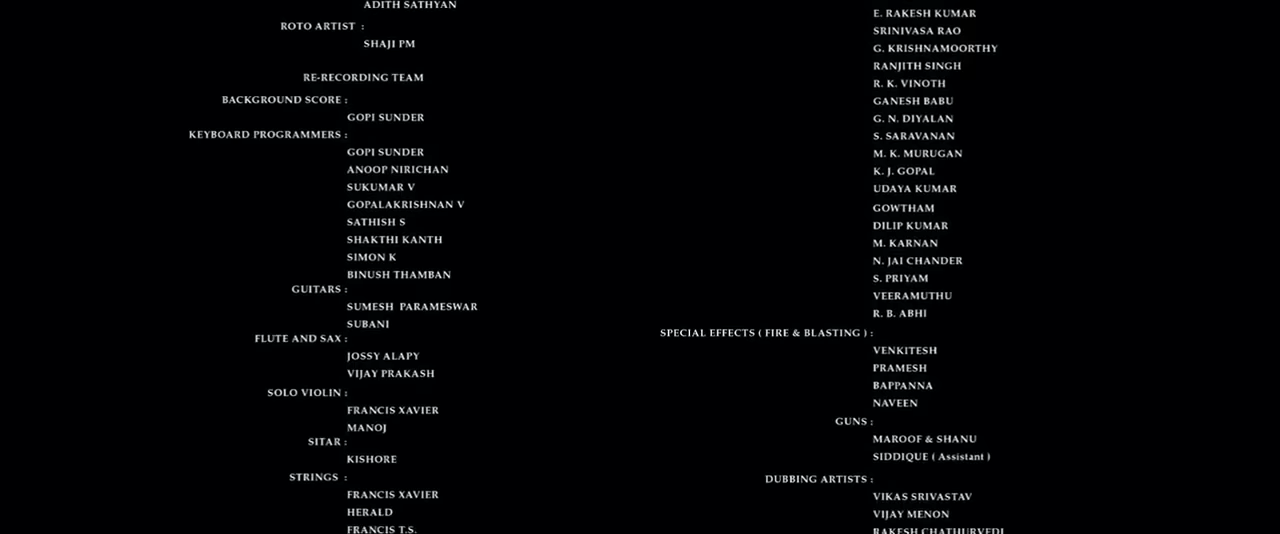 ADITH SATHYAN
ROTO ARTIST :
SHAJI PM
RE-RECORDING TEAM
BACKGROUND SCORE :
GOPI SUNDER
KEYBOARD PROGRAMMERS :
GOPI SUNDER
ANOOP NIRICHAN
SUKUMAR V
GOPALAKRISHNAN V
SATHISH S
SHAKTHI KANTH
SIMON K
BINUSH THAMBAN
GUITARS :
SUMESH PARAMESWAR
SUBANI
FLUTE AND SAX :
JOSSY ALAPY
VIJAY PRAKASH
SOLO VIOLIN :
FRANCIS XAVIER
MANOJ
SITAR :
KISHORE
STRINGS :
FRANCIS XAVIER
HERALD
FRANCIS T.S.
E. RAKESH KUMAR
SRINIVASA RAO
G. KRISHNAMOORTHY
RANJITH SINGH
R. K. VINOTH
GANESH BABU
G. N. DIYALAN
S. SARAVANAN
M. K. MURUGAN
K. J. GOPAL
UDAYA KUMAR
GOWTHAM
DILIP KUMAR
M. KARNAN
N. JAI CHANDER
S. PRIYAM
VEERAMUTHU
R. B. ABHI
SPECIAL EFFECTS ( FIRE & BLASTING ) :
VENKITESH
PRAMESH
BAPPANNA
NAVEEN
GUNS :
MAROOF & SHANU
SIDDIQUE ( Assistant )
DUBBING ARTISTS :
VIKAS SRIVASTAV
VIJAY MENON
RAKESH CHATHURVEDI